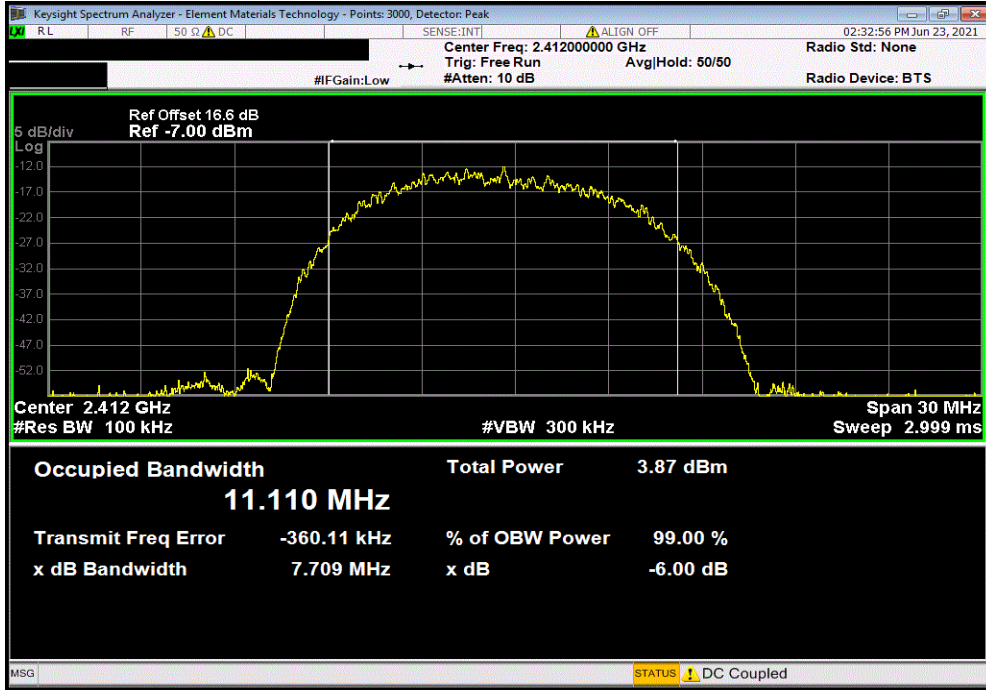 Keysight Spectrum Analyzer - Element Materials Technology - Points: 3000, Detector: Peak
LXI RL RF 50 Ω DC SENSE:INT ALIGN OFF 02:32:56 PM Jun 23, 2021
Center Freq: 2.412000000 GHz Radio Std: None
Trig: Free Run Avg|Hold: 50/50
#IFGain:Low #Atten: 10 dB Radio Device: BTS
Ref Offset 16.6 dB
5 dB/div Ref -7.00 dBm
Log
-12.0
-17.0
-22.0
-27.0
-32.0
-37.0
-42.0
-47.0
-52.0
Center 2.412 GHz Span 30 MHz
#Res BW 100 kHz #VBW 300 kHz Sweep 2.999 ms
Occupied Bandwidth Total Power 3.87 dBm
11.110 MHz
Transmit Freq Error -360.11 kHz % of OBW Power 99.00 %
x dB Bandwidth 7.709 MHz x dB -6.00 dB
MSG STATUS DC Coupled